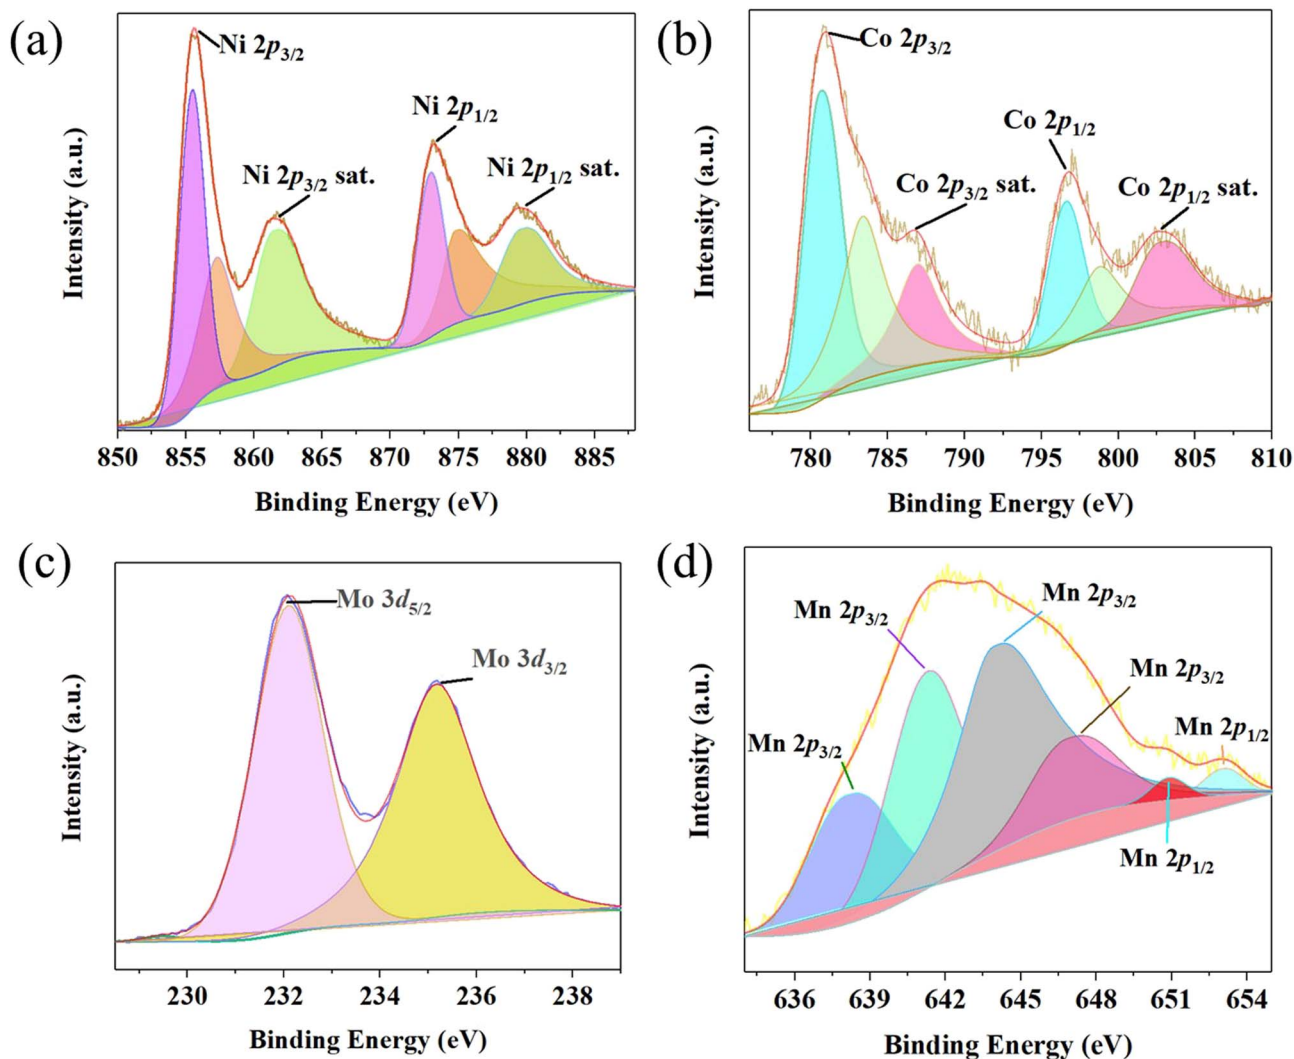 (a)
Ni 2p3/2
Ni 2p1/2
Ni 2p3/2 sat.
Ni 2p1/2 sat.
Intensity (a.u.)
850 855 860 865 870 875 880 885
Binding Energy (eV)
(b)
Co 2p3/2
Co 2p1/2
Co 2p3/2 sat.
Co 2p1/2 sat.
Intensity (a.u.)
780 785 790 795 800 805 810
Binding Energy (eV)
(c)
Mo 3d5/2
Mo 3d3/2
Intensity (a.u.)
230 232 234 236 238
Binding Energy (eV)
(d)
Mn 2p3/2
Mn 2p3/2
Mn 2p3/2
Mn 2p1/2
Mn 2p3/2
Mn 2p1/2
Intensity (a.u.)
636 639 642 645 648 651 654
Binding Energy (eV)